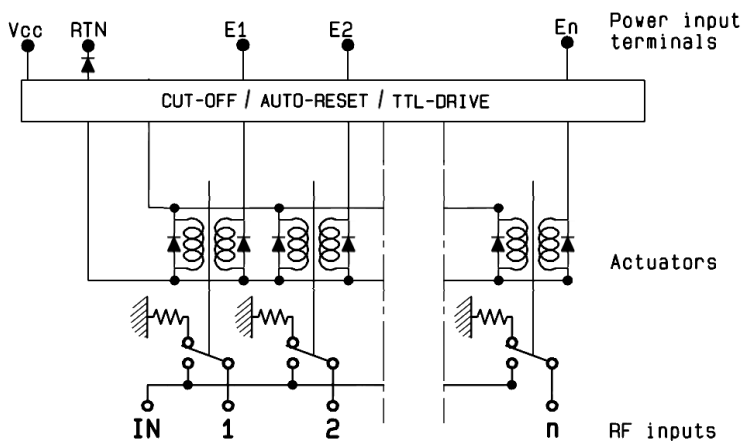 Vcc RTN E1 E2 En Power input
terminals
CUT-OFF / AUTO-RESET / TTL-DRIVE
Actuators
IN 1 2 n RF inputs